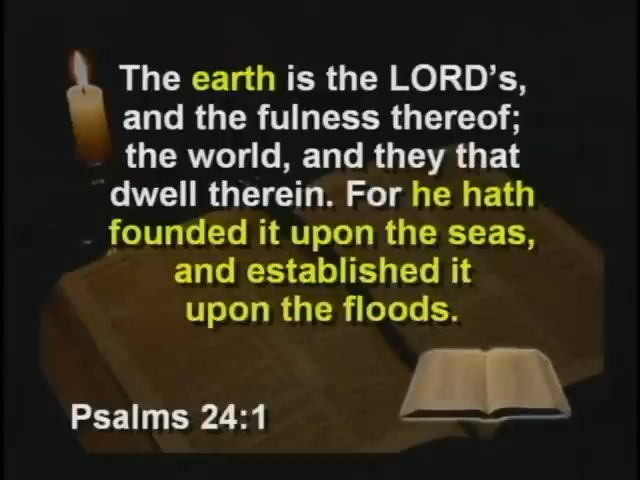 The earth is the LORD's,
and the fulness thereof;
the world, and they that
dwell therein. For he hath
founded it upon the seas,
and established it
upon the floods.
Psalms 24:1